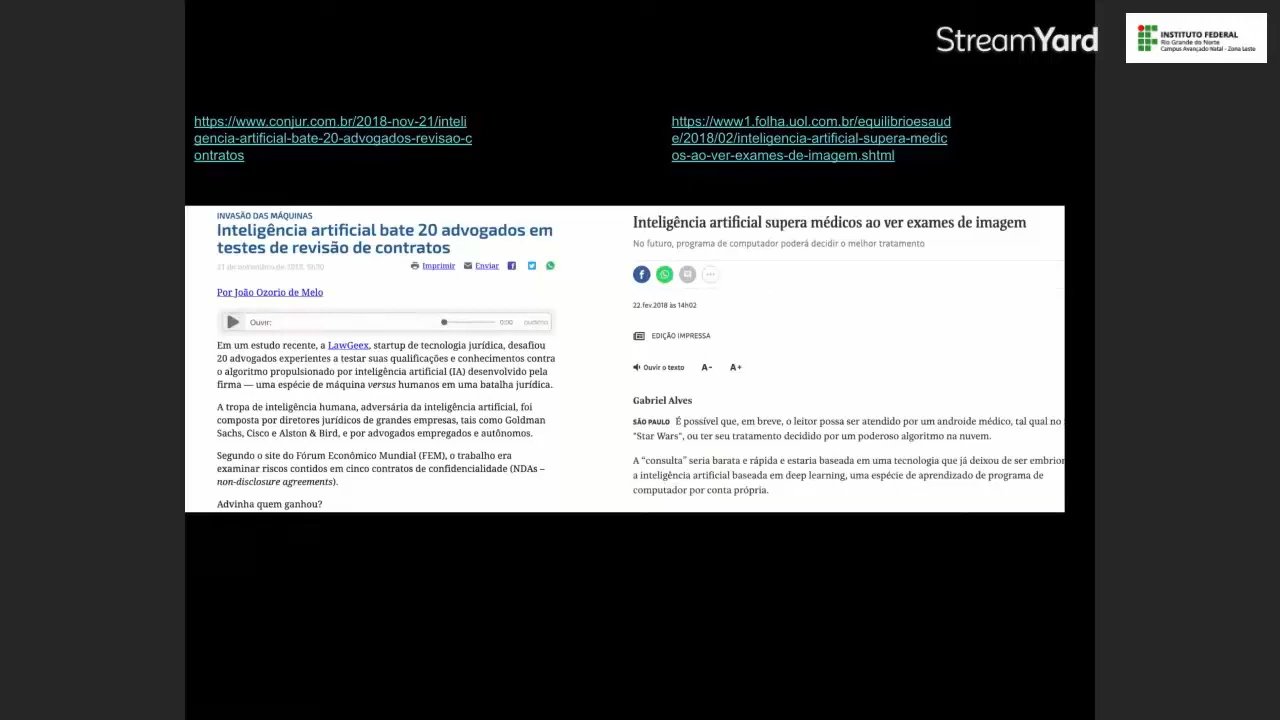 StreamYard
INSTITUTO FEDERAL
Rio Grande do Norte
Campus Avançado Natal - Zona Leste
https://www.conjur.com.br/2018-nov-21/inteli
gencia-artificial-bate-20-advogados-revisao-c
ontratos
https://www1.folha.uol.com.br/equilibrioesaud
e/2018/02/inteligencia-artificial-supera-medic
os-ao-ver-exames-de-imagem.shtml
INVASÃO DAS MÁQUINAS
Inteligência artificial bate 20 advogados em
testes de revisão de contratos
21 de novembro de 2018,
Imprimir Enviar
Por João Ozorio de Melo
Ouvir: 0:00
Em um estudo recente, a LawGeex, startup de tecnologia jurídica, desafiou
20 advogados experientes a testar suas qualificações e conhecimentos contra
o algoritmo propulsionado por inteligência artificial (IA) desenvolvido pela
firma — uma espécie de máquina versus humanos em uma batalha jurídica.
A tropa de inteligência humana, adversária da inteligência artificial, foi
composta por diretores jurídicos de grandes empresas, tais como Goldman
Sachs, Cisco e Alston & Bird, e por advogados empregados e autônomos.
Segundo o site do Fórum Econômico Mundial (FEM), o trabalho era
examinar riscos contidos em cinco contratos de confidencialidade (NDAs –
non-disclosure agreements).
Advinha quem ganhou?
Inteligência artificial supera médicos ao ver exames de imagem
No futuro, programa de computador poderá decidir o melhor tratamento
22.fev.2018 às 14h02
EDIÇÃO IMPRESSA
Ouvir o texto A- A+
Gabriel Alves
SÃO PAULO É possível que, em breve, o leitor possa ser atendido por um androide médico, tal qual no
"Star Wars", ou ter seu tratamento decidido por um poderoso algoritmo na nuvem.
A “consulta” seria barata e rápida e estaria baseada em uma tecnologia que já deixou de ser embrion
a inteligência artificial baseada em deep learning, uma espécie de aprendizado de programa de
computador por conta própria.